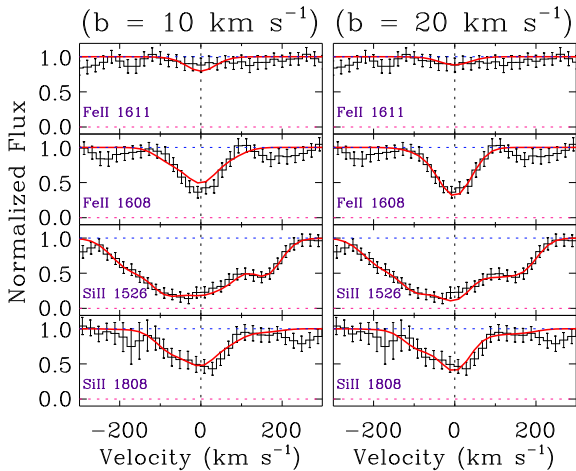 (b = 10 km s⁻¹) (b = 20 km s⁻¹)
Normalized Flux
1.0 FeII 1611 FeII 1611
0.5
0.0
1.0
0.5 FeII 1608 FeII 1608
0.0
1.0
0.5 SiII 1526 SiII 1526
0.0
1.0
0.5 SiII 1808 SiII 1808
0.0
−200 0 200 −200 0 200
Velocity (km s⁻¹) Velocity (km s⁻¹)